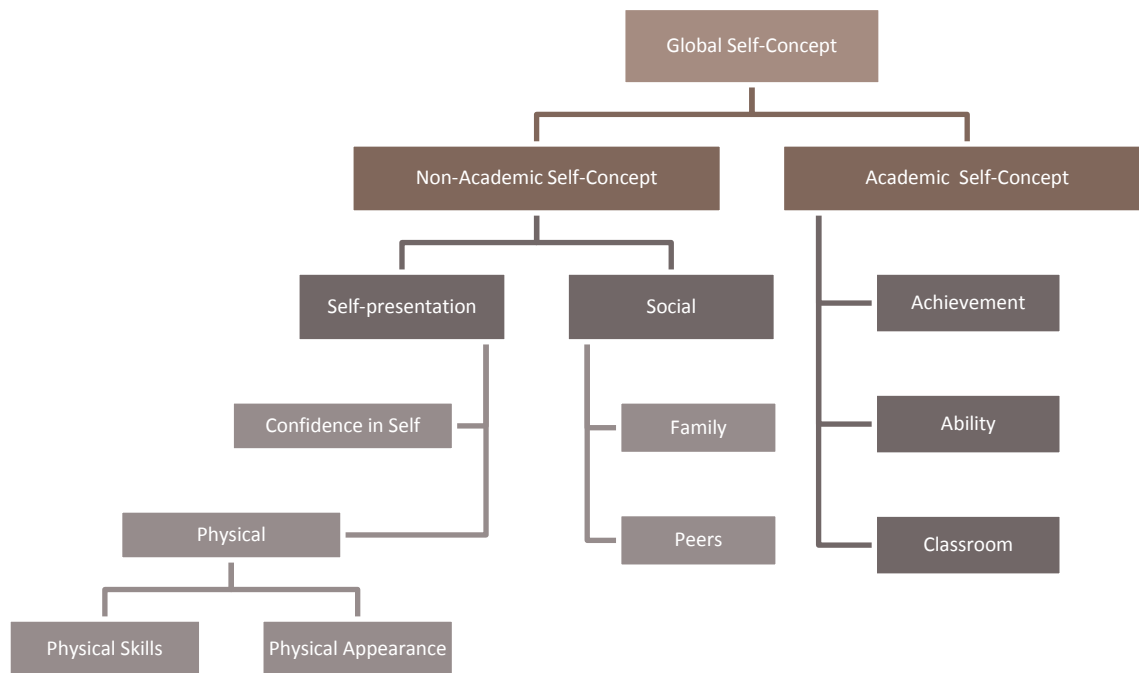 Global Self-Concept
Non-Academic Self-Concept
Academic  Self-Concept
Self-presentation
Social
Achievement
Confidence in Self
Family
Ability
Physical
Peers
Classroom
Physical Skills
Physical Appearance